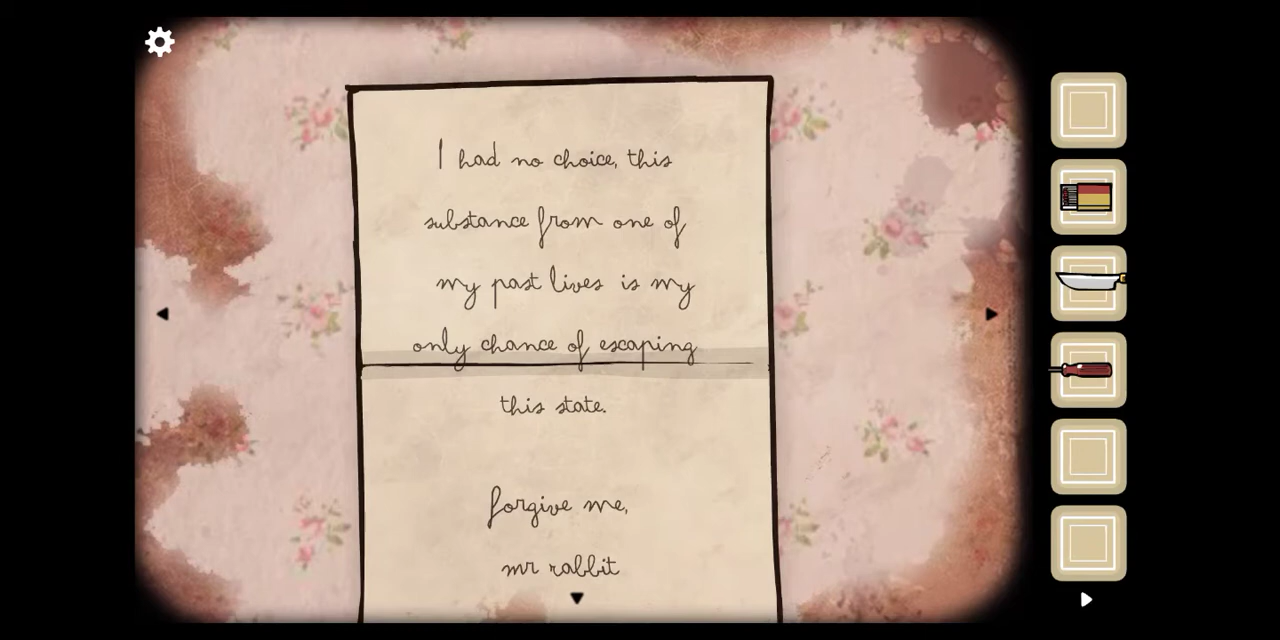 I had no choice, this
substance from one of
my past lives is my
only chance of escaping
this state.
forgive me,
mr rabbit